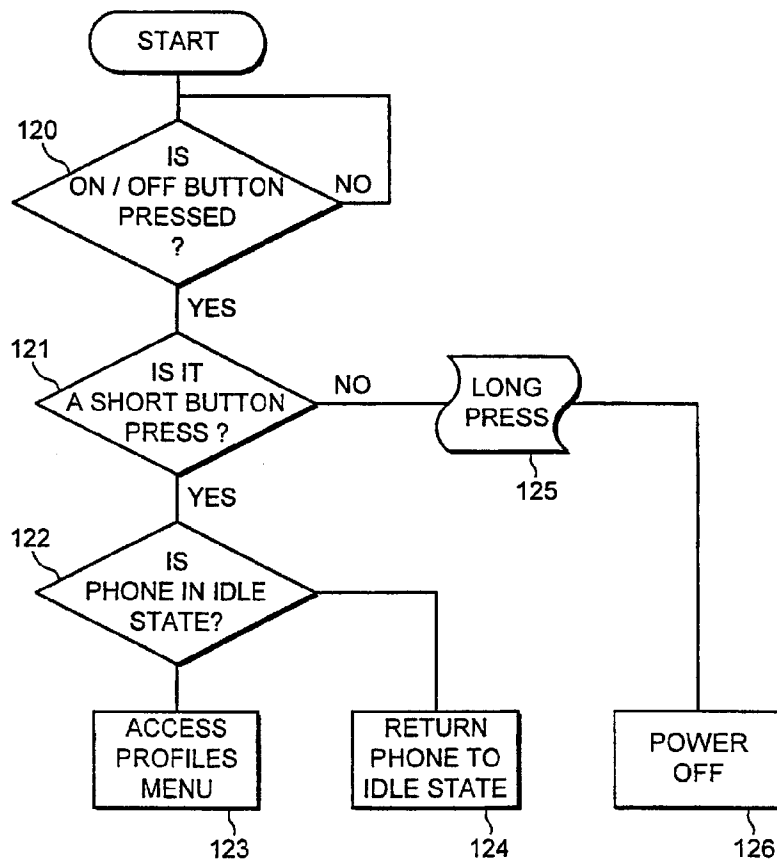 START
120
IS
ON / OFF BUTTON
PRESSED
?
NO
YES
121
IS IT
A SHORT BUTTON
PRESS ?
NO
LONG
PRESS
125
YES
122
IS
PHONE IN IDLE
STATE?
ACCESS
PROFILES
MENU
123
RETURN
PHONE TO
IDLE STATE
124
POWER
OFF
126